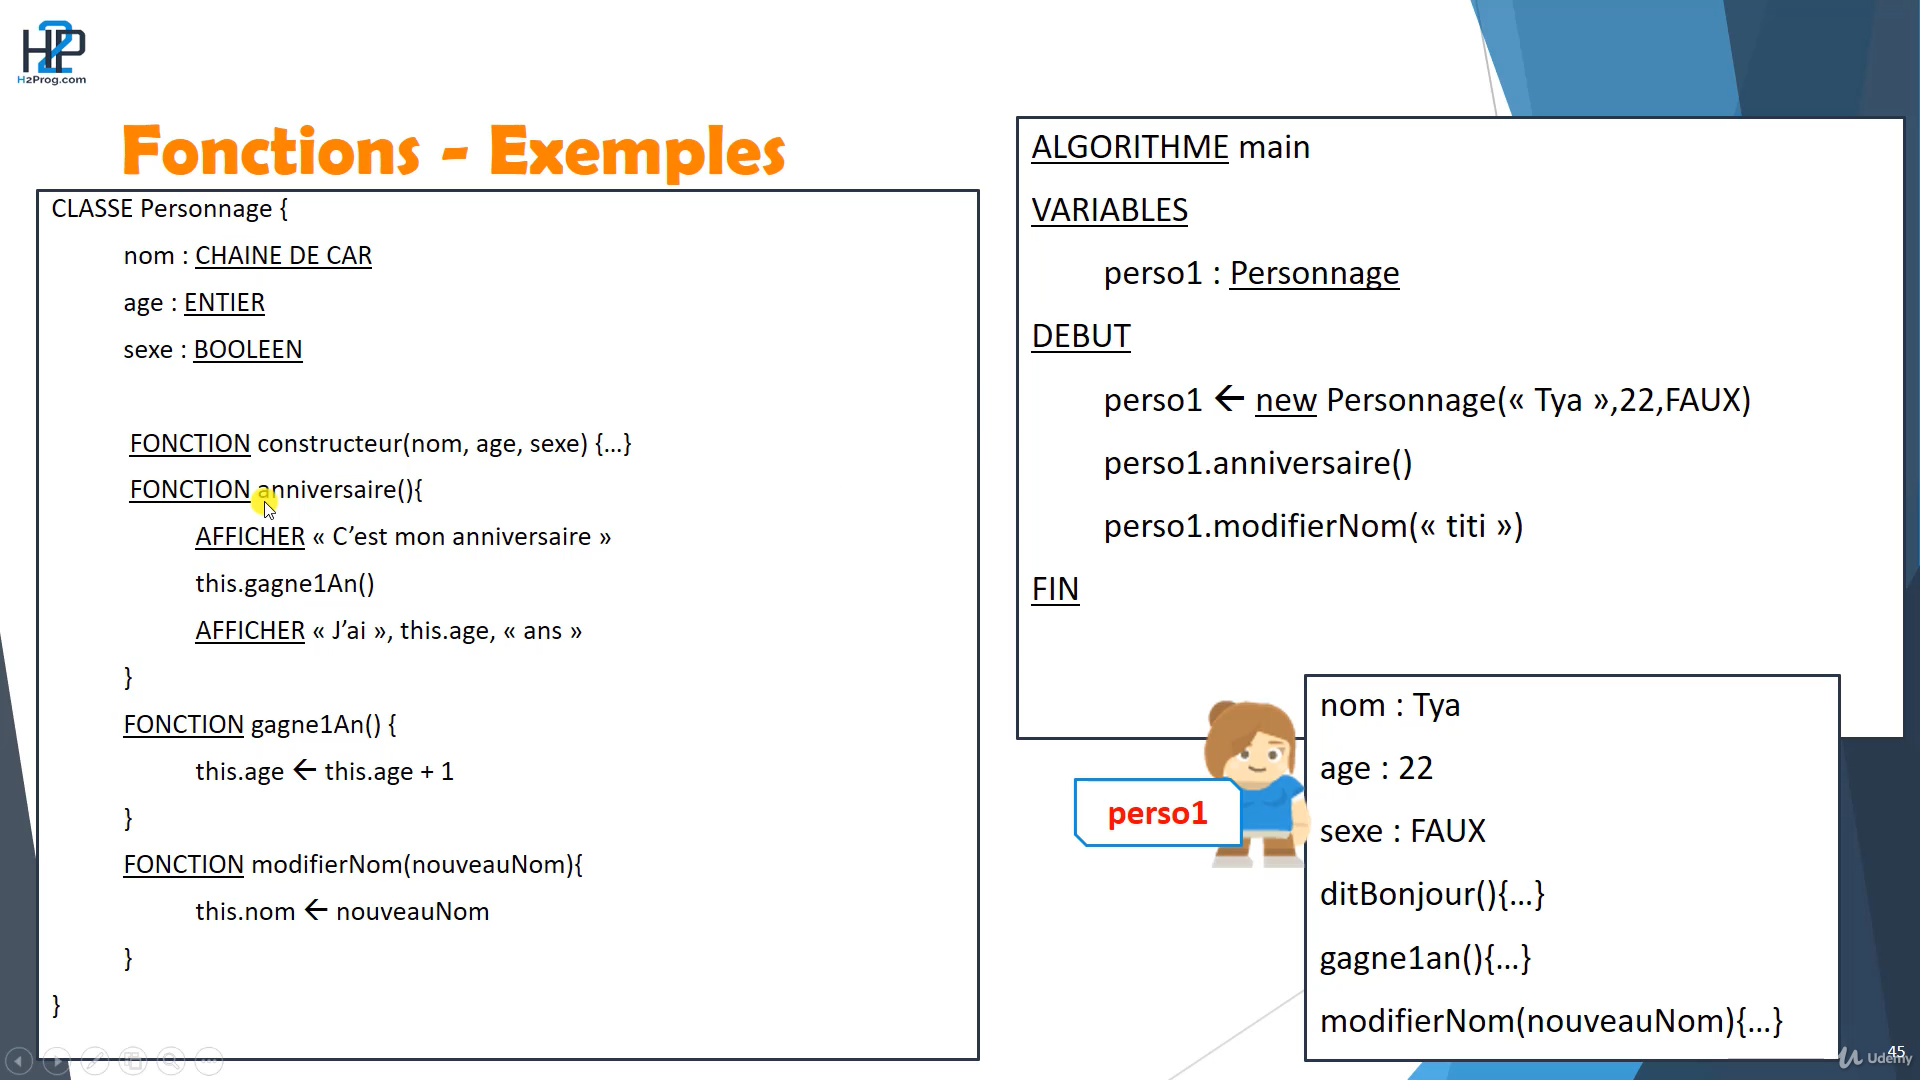 H2P
H2Prog.com
Fonctions - Exemples
CLASSE Personnage {
nom : CHAINE DE CAR
age : ENTIER
sexe : BOOLEEN
FONCTION constructeur(nom, age, sexe) {…}
FONCTION anniversaire(){
AFFICHER « C’est mon anniversaire »
this.gagne1An()
AFFICHER « J’ai », this.age, « ans »
}
FONCTION gagne1An() {
this.age ← this.age + 1
}
FONCTION modifierNom(nouveauNom){
this.nom ← nouveauNom
}
}
ALGORITHME main
VARIABLES
perso1 : Personnage
DEBUT
perso1 ← new Personnage(« Tya »,22,FAUX)
perso1.anniversaire()
perso1.modifierNom(« titi »)
FIN
perso1
nom : Tya
age : 22
sexe : FAUX
ditBonjour(){…}
gagne1an(){…}
modifierNom(nouveauNom){…}
45
Udemy